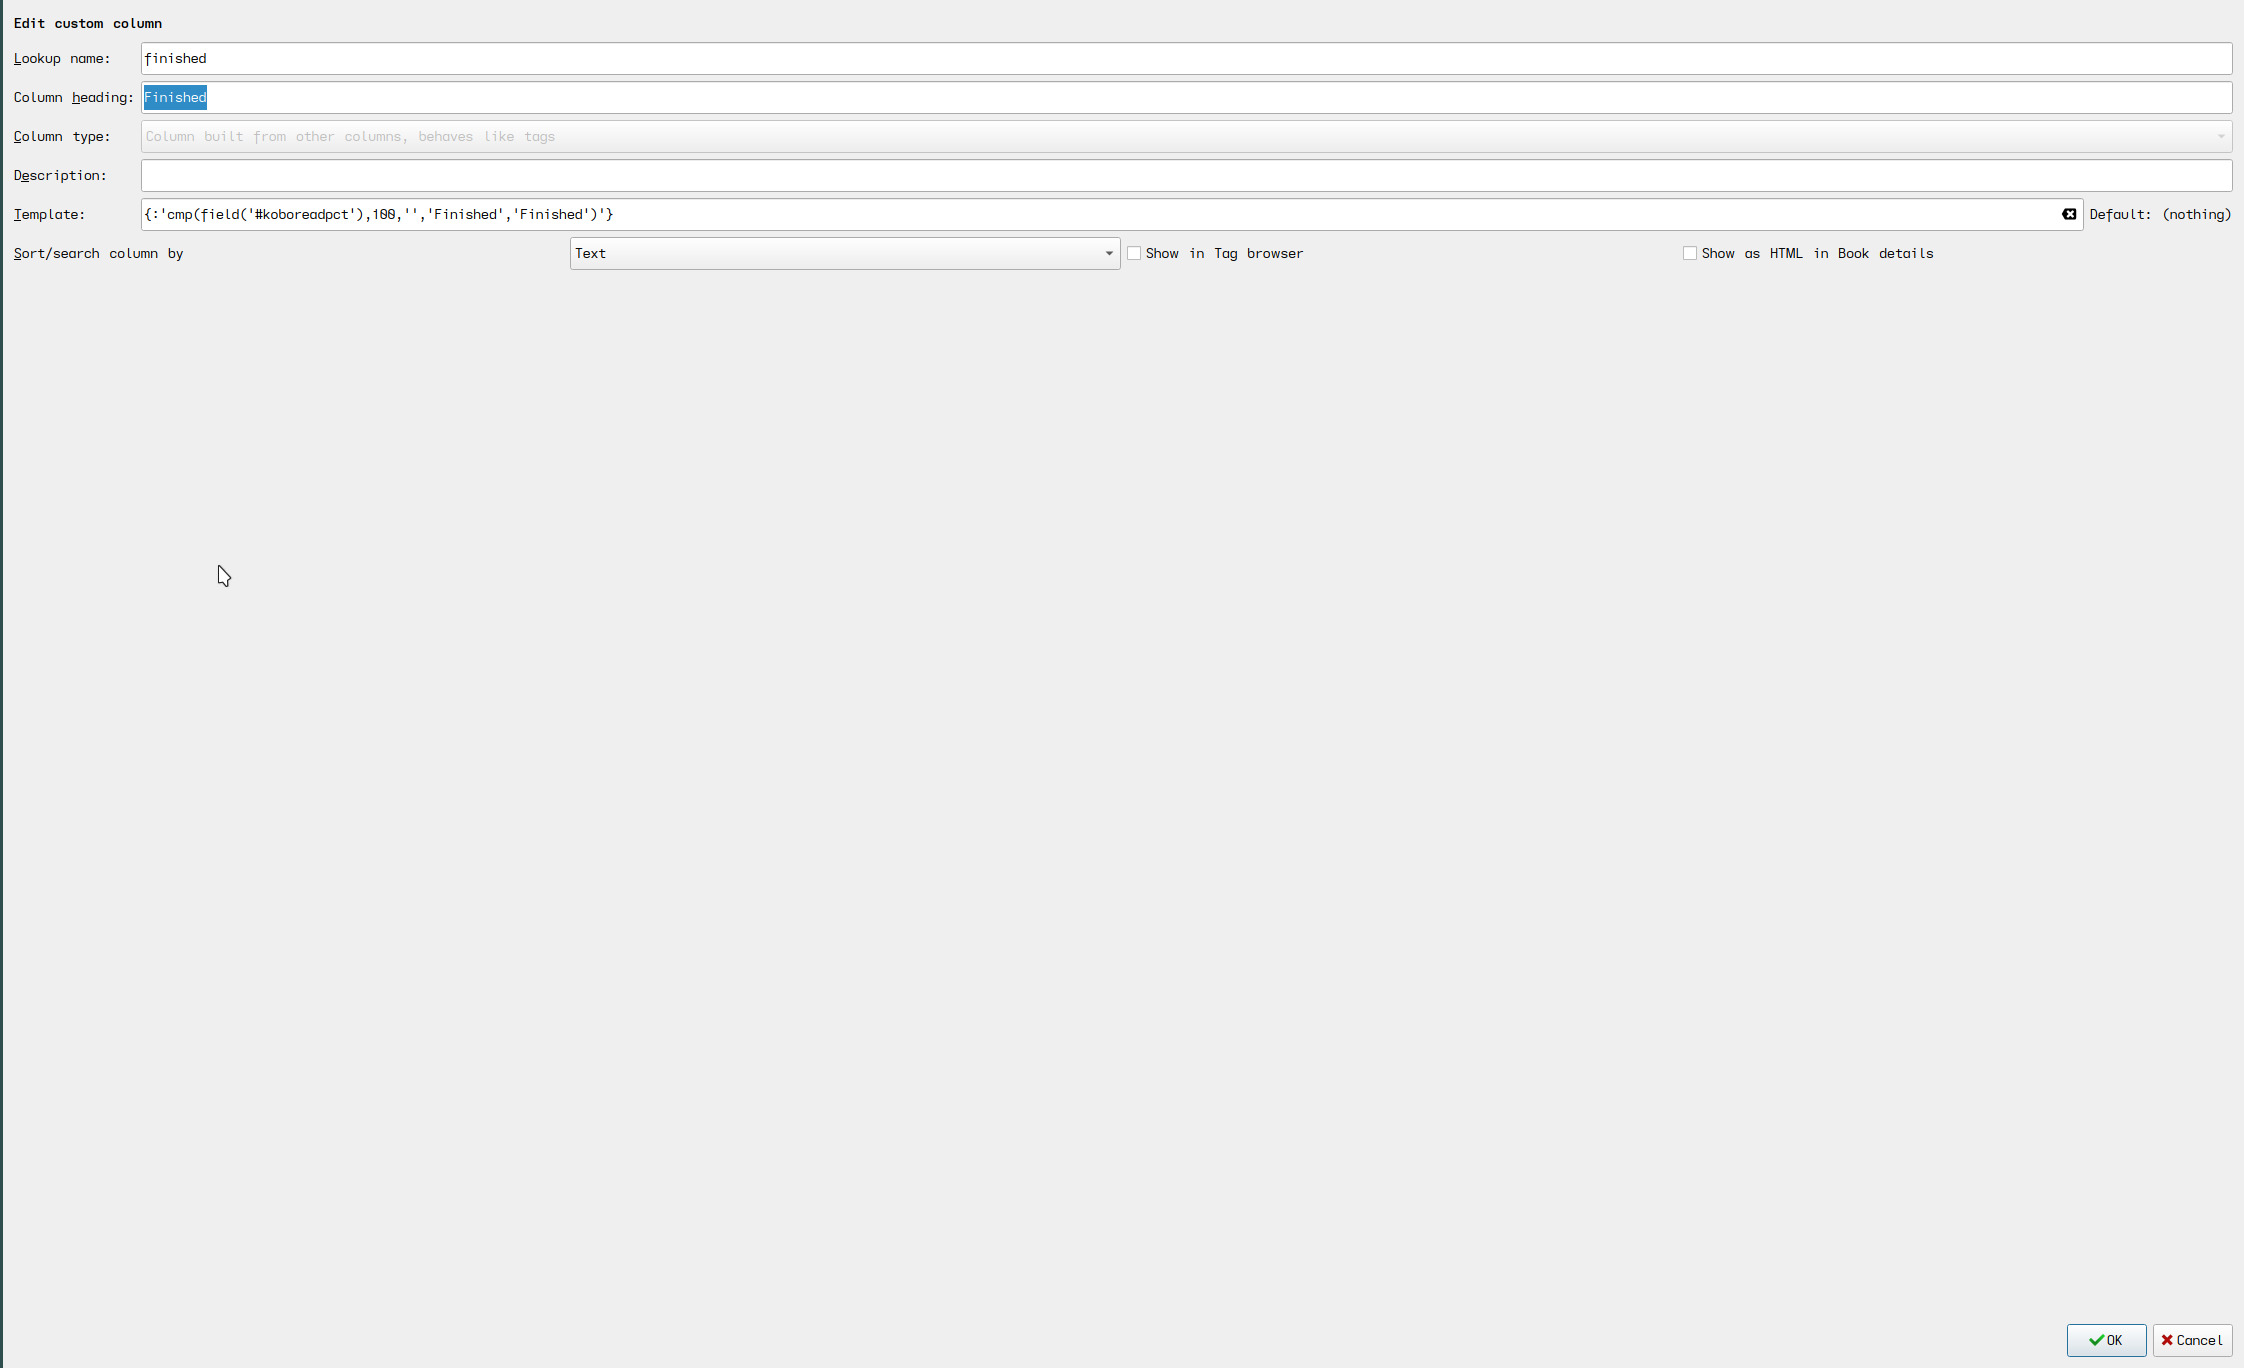 Edit custom column
Lookup name: finished
Column heading: Finished
Column type: Column built from other columns, behaves like tags
Description:
Template: {:'cmp(field('#koboreadpct'),100,'','Finished','Finished')'} Default: (nothing)
Sort/search column by Text Show in Tag browser Show as HTML in Book details
OK Cancel